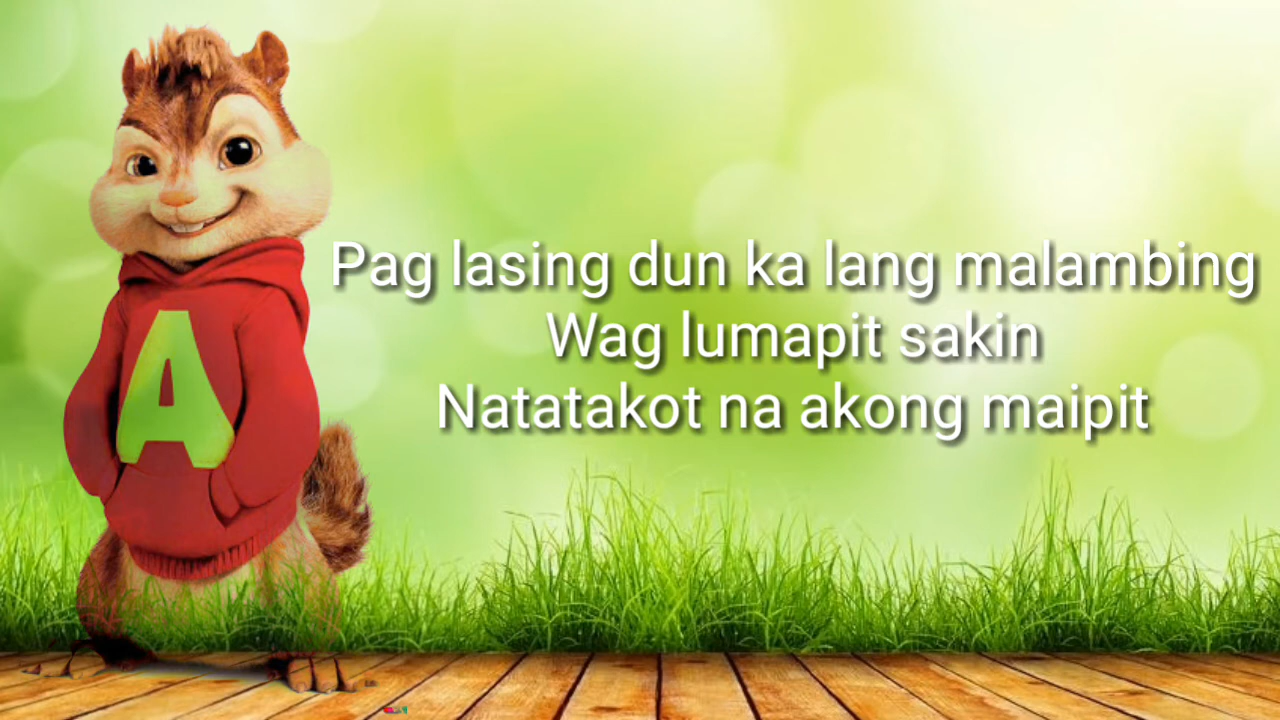 A
Pag lasing dun ka lang malambing
Wag lumapit sakin
Natatakot na akong maipit